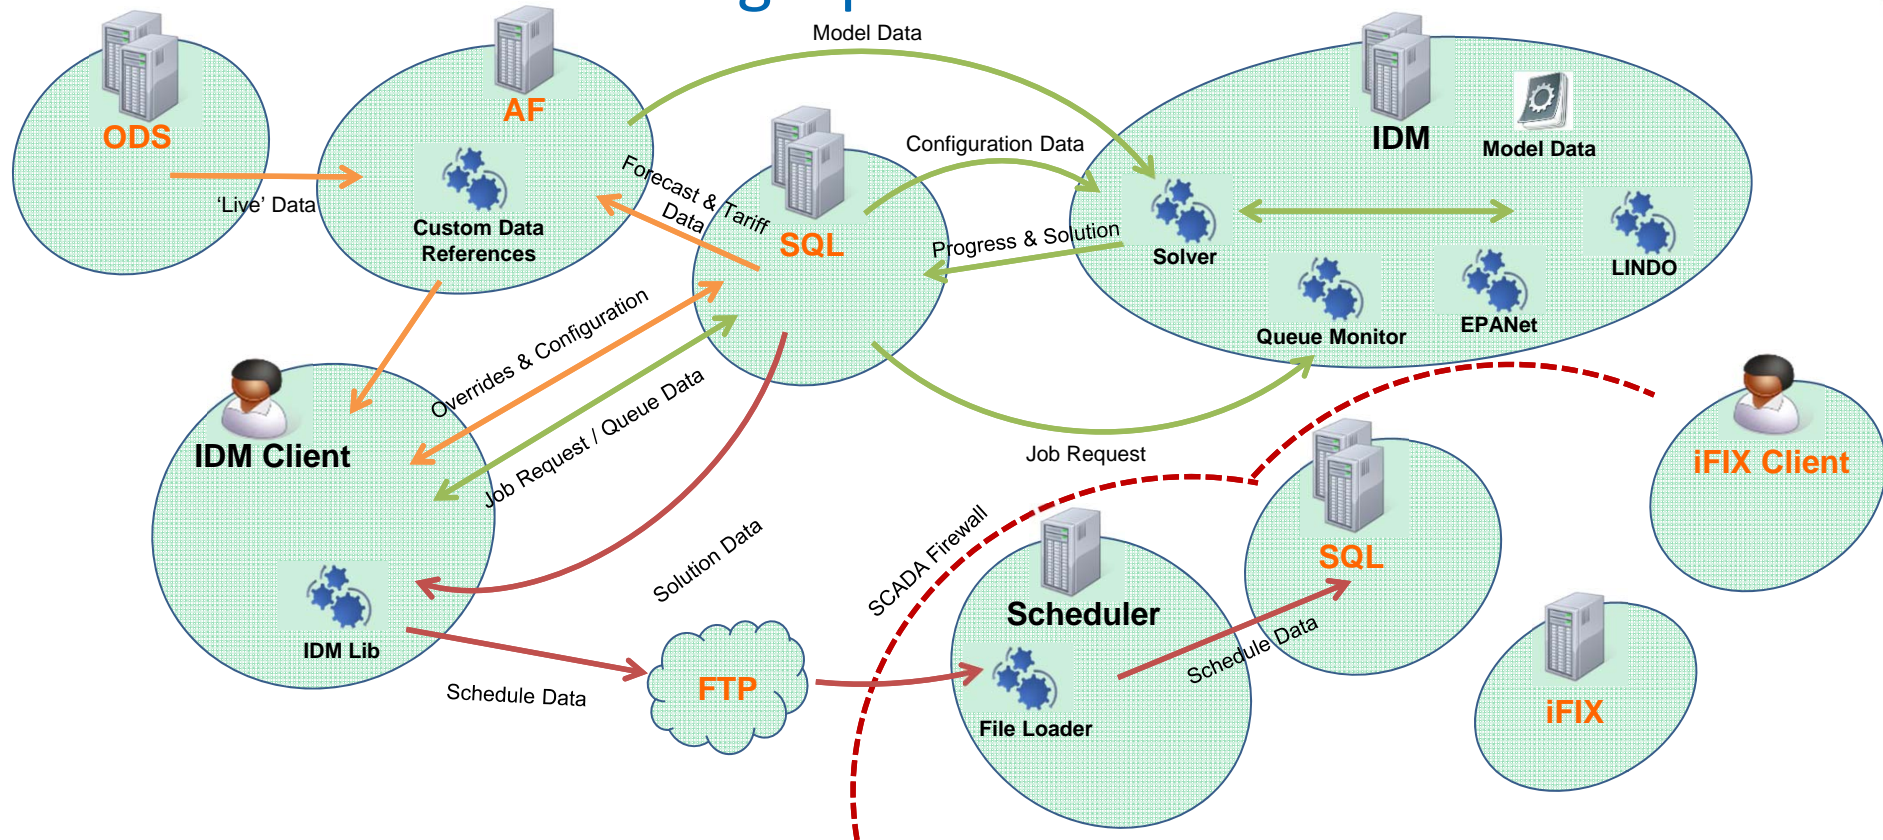 Model Data
ODS
AF
IDM
Model Data
Configuration Data
Forecast & Tariff
Data
SQL
'Live' Data
Custom Data
References
Progress & Solution
Solver
LINDO
Queue Monitor
EPANet
Overrides & Configuration
Job Request / Queue Data
IDM Client
Job Request
iFIX Client
Solution Data
SCADA Firewall
SQL
Scheduler
IDM Lib
Schedule Data
Schedule Data
FTP
File Loader
iFIX